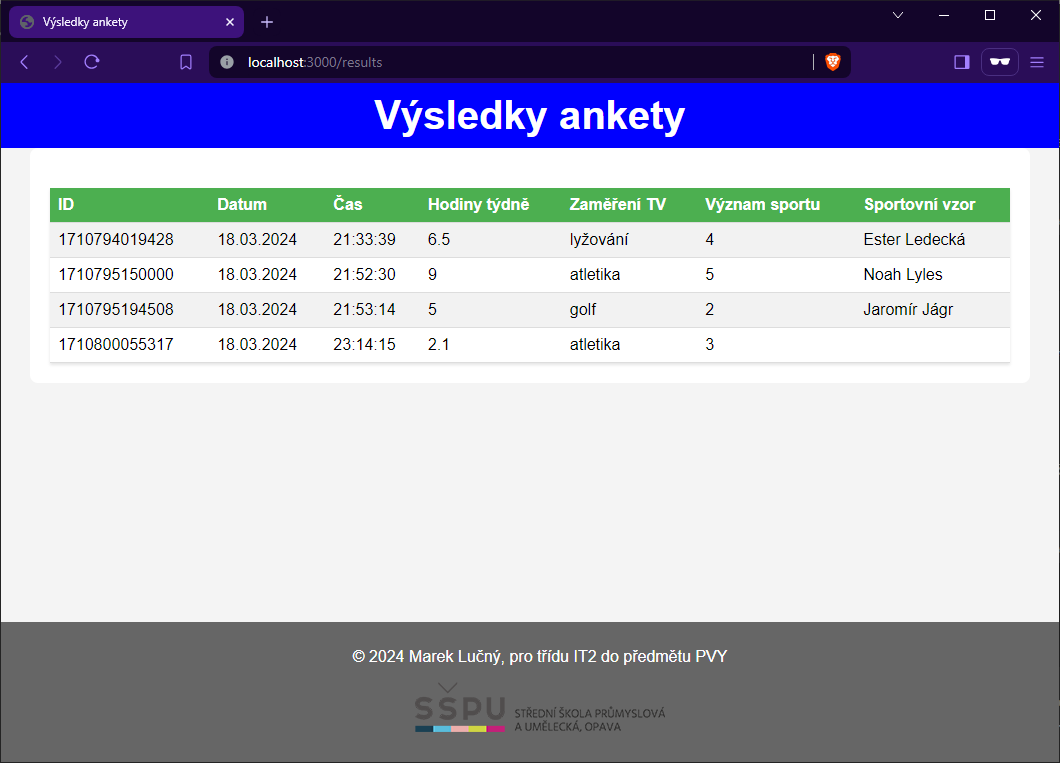 Výsledky ankety
localhost:3000/results
Výsledky ankety
ID Datum Čas Hodiny týdně Zaměření TV Význam sportu Sportovní vzor
1710794019428 18.03.2024 21:33:39 6.5 lyžování 4 Ester Ledecká
1710795150000 18.03.2024 21:52:30 9 atletika 5 Noah Lyles
1710795194508 18.03.2024 21:53:14 5 golf 2 Jaromír Jágr
1710800055317 18.03.2024 23:14:15 2.1 atletika 3
© 2024 Marek Lučný, pro třídu IT2 do předmětu PVY
SŠPU STŘEDNÍ ŠKOLA PRŮMYSLOVÁ
A UMĚLECKÁ, OPAVA